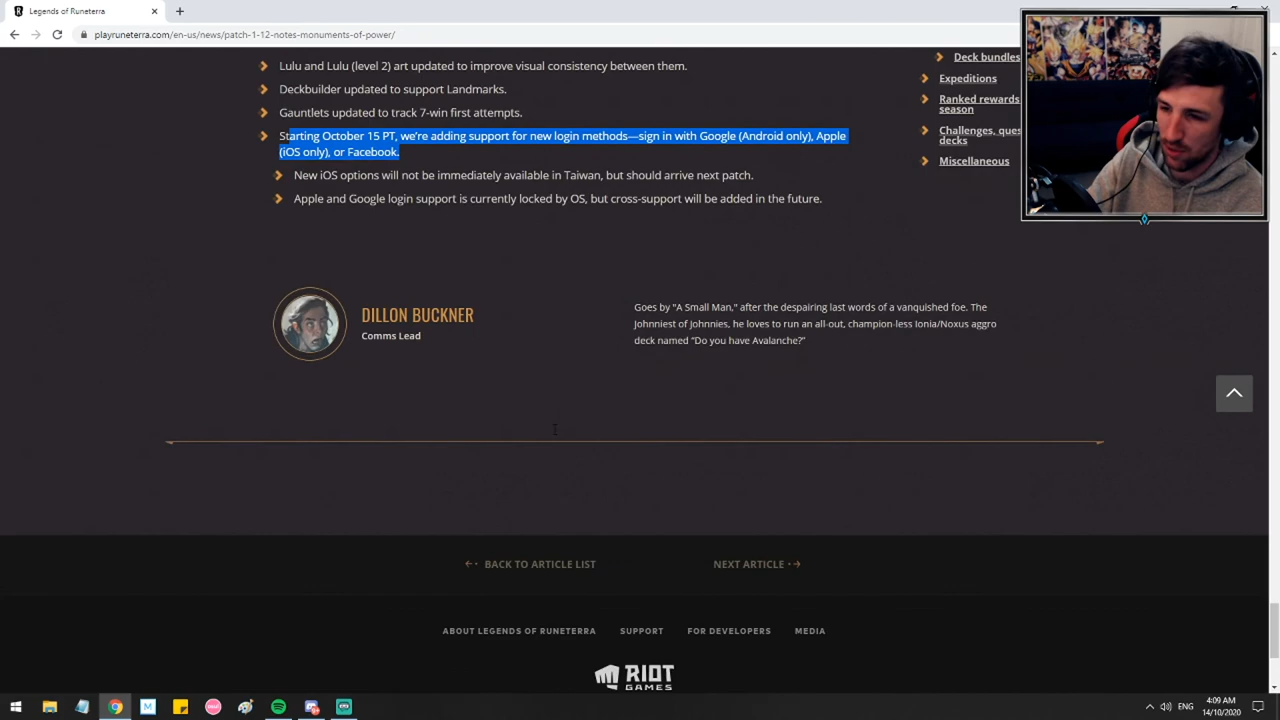 Legends of Runeterra
playruneterra.com/en-us/news/patch-1-12-notes-monuments-of-power/
Lulu and Lulu (level 2) art updated to improve visual consistency between them.
Deckbuilder updated to support Landmarks.
Gauntlets updated to track 7-win first attempts.
Starting October 15 PT, we're adding support for new login methods—sign in with Google (Android only), Apple
(iOS only), or Facebook.
New iOS options will not be immediately available in Taiwan, but should arrive next patch.
Apple and Google login support is currently locked by OS, but cross-support will be added in the future.
Deck bundles
Expeditions
Ranked rewards
season
Challenges, ques
decks
Miscellaneous
DILLON BUCKNER
Comms Lead
Goes by "A Small Man," after the despairing last words of a vanquished foe. The
Johnniest of Johnnies, he loves to run an all-out, champion-less Ionia/Noxus aggro
deck named "Do you have Avalanche?"
BACK TO ARTICLE LIST
NEXT ARTICLE
ABOUT LEGENDS OF RUNETERRA
SUPPORT
FOR DEVELOPERS
MEDIA
RIOT
GAMES
M
osu!
ENG
4:09 AM
14/10/2020